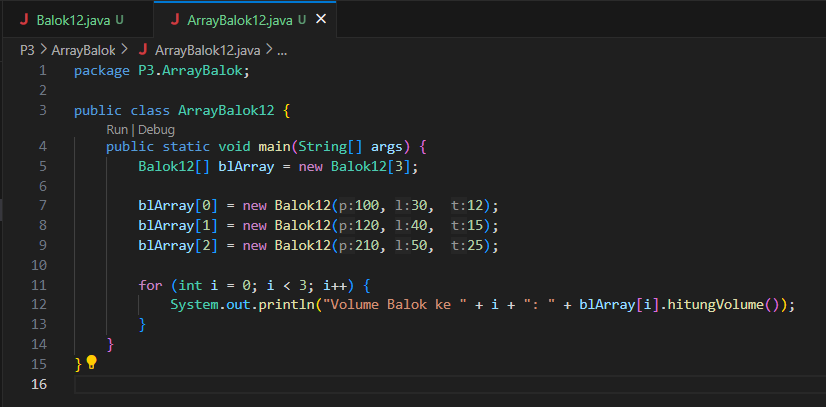 J Balok12.java U
J ArrayBalok12.java U ×
P3 > ArrayBalok > J ArrayBalok12.java > ...
1 package P3.ArrayBalok;
2
3 public class ArrayBalok12 {
Run | Debug
4 public static void main(String[] args) {
5 Balok12[] blArray = new Balok12[3];
6
7 blArray[0] = new Balok12(p:100, l:30, t:12);
8 blArray[1] = new Balok12(p:120, l:40, t:15);
9 blArray[2] = new Balok12(p:210, l:50, t:25);
10
11 for (int i = 0; i < 3; i++) {
12 System.out.println("Volume Balok ke " + i + ": " + blArray[i].hitungVolume());
13 }
14 }
15 }
16